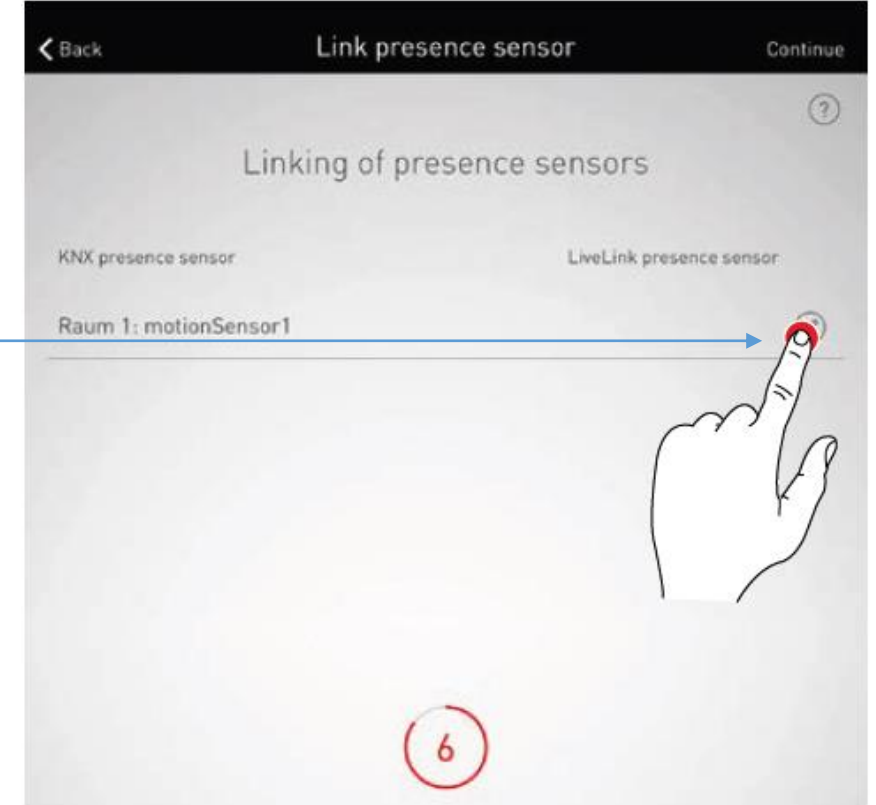 Back
Link presence sensor
Continue
?
Linking of presence sensors
KNX presence sensor
LiveLink presence sensor
Raum 1: motionSensor1
6